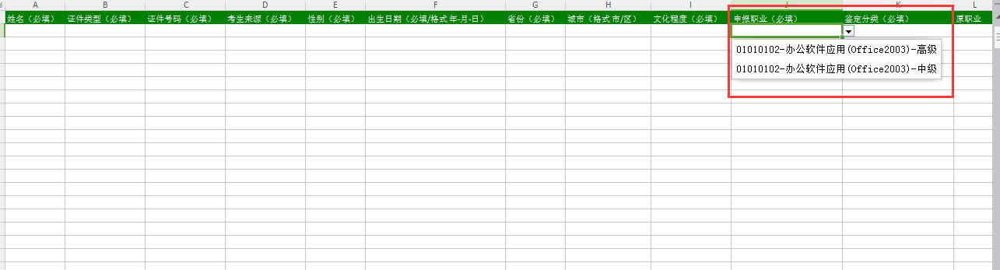 A B C D E F G H I J K L
姓名（必填） 证件类型（必填） 证件号码（必填） 考生来源（必填） 性别（必填） 出生日期（必填/格式 年-月-日） 省份（必填） 城市（格式 市/区） 文化程度（必填） 申报职业（必填） 鉴定分类（必填） 原职业
01010102-办公软件应用(Office2003)-高级
01010102-办公软件应用(Office2003)-中级